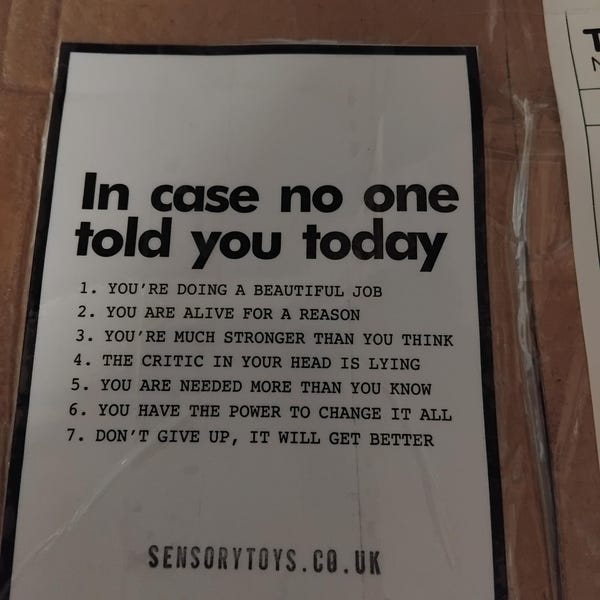 In case no one
told you today
1. YOU'RE DOING A BEAUTIFUL JOB
2. YOU ARE ALIVE FOR A REASON
3. YOU'RE MUCH STRONGER THAN YOU THINK
4. THE CRITIC IN YOUR HEAD IS LYING
5. YOU ARE NEEDED MORE THAN YOU KNOW
6. YOU HAVE THE POWER TO CHANGE IT ALL
7. DON'T GIVE UP, IT WILL GET BETTER
SENSORYTOYS.CO.UK